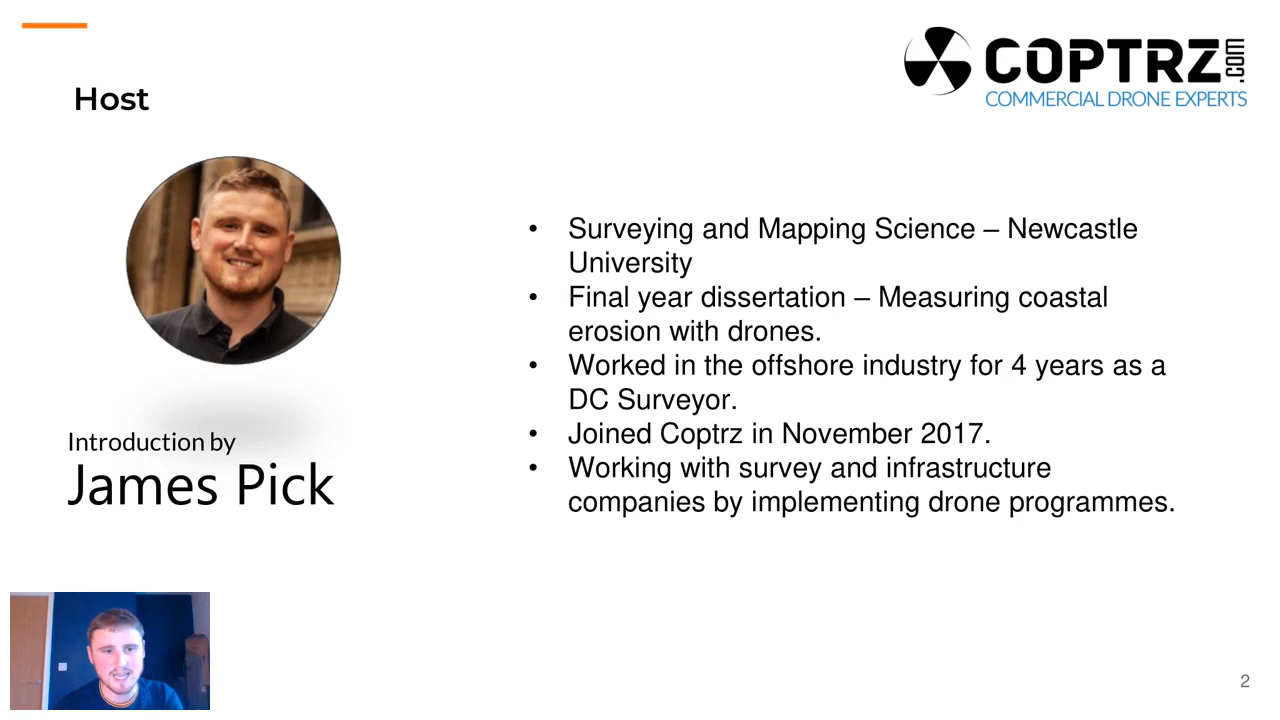 COPTRZ.COM
COMMERCIAL DRONE EXPERTS
Host
Introduction by
James Pick
• Surveying and Mapping Science – Newcastle
University
• Final year dissertation – Measuring coastal
erosion with drones.
• Worked in the offshore industry for 4 years as a
DC Surveyor.
• Joined Coptrz in November 2017.
• Working with survey and infrastructure
companies by implementing drone programmes.
2